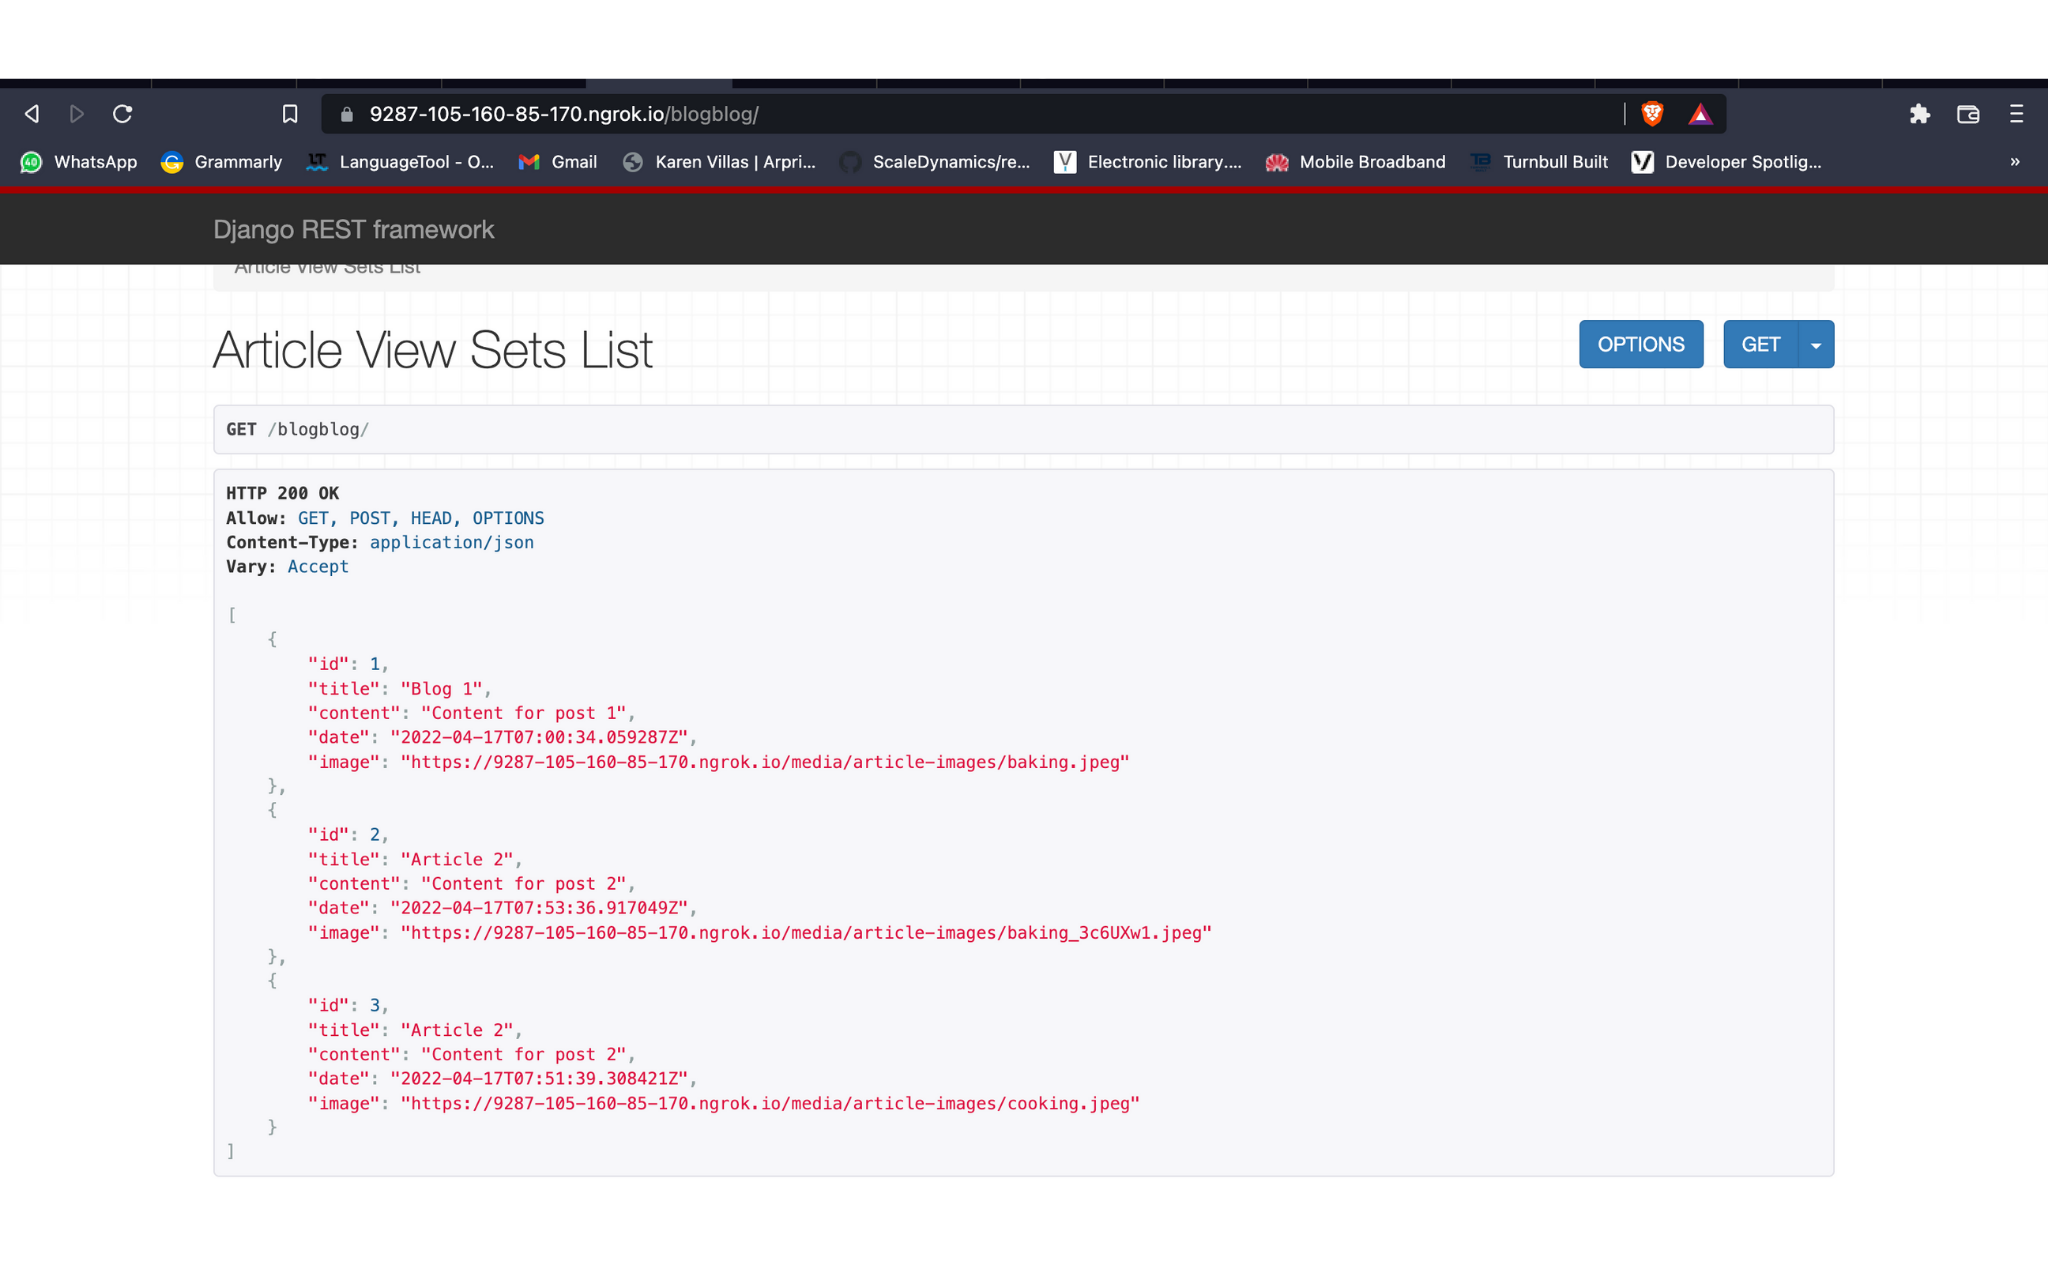 9287-105-160-85-170.ngrok.io/blogblog/
WhatsApp Grammarly LanguageTool - O... Gmail Karen Villas | Arpri... ScaleDynamics/re... Electronic library.... Mobile Broadband Turnbull Built Developer Spotlig... »
Django REST framework
Article View Sets List
Article View Sets List
OPTIONS GET
GET /blogblog/
HTTP 200 OK
Allow: GET, POST, HEAD, OPTIONS
Content-Type: application/json
Vary: Accept
[
    {
        "id": 1,
        "title": "Blog 1",
        "content": "Content for post 1",
        "date": "2022-04-17T07:00:34.059287Z",
        "image": "https://9287-105-160-85-170.ngrok.io/media/article-images/baking.jpeg"
    },
    {
        "id": 2,
        "title": "Article 2",
        "content": "Content for post 2",
        "date": "2022-04-17T07:53:36.917049Z",
        "image": "https://9287-105-160-85-170.ngrok.io/media/article-images/baking_3c6UXw1.jpeg"
    },
    {
        "id": 3,
        "title": "Article 2",
        "content": "Content for post 2",
        "date": "2022-04-17T07:51:39.308421Z",
        "image": "https://9287-105-160-85-170.ngrok.io/media/article-images/cooking.jpeg"
    }
]